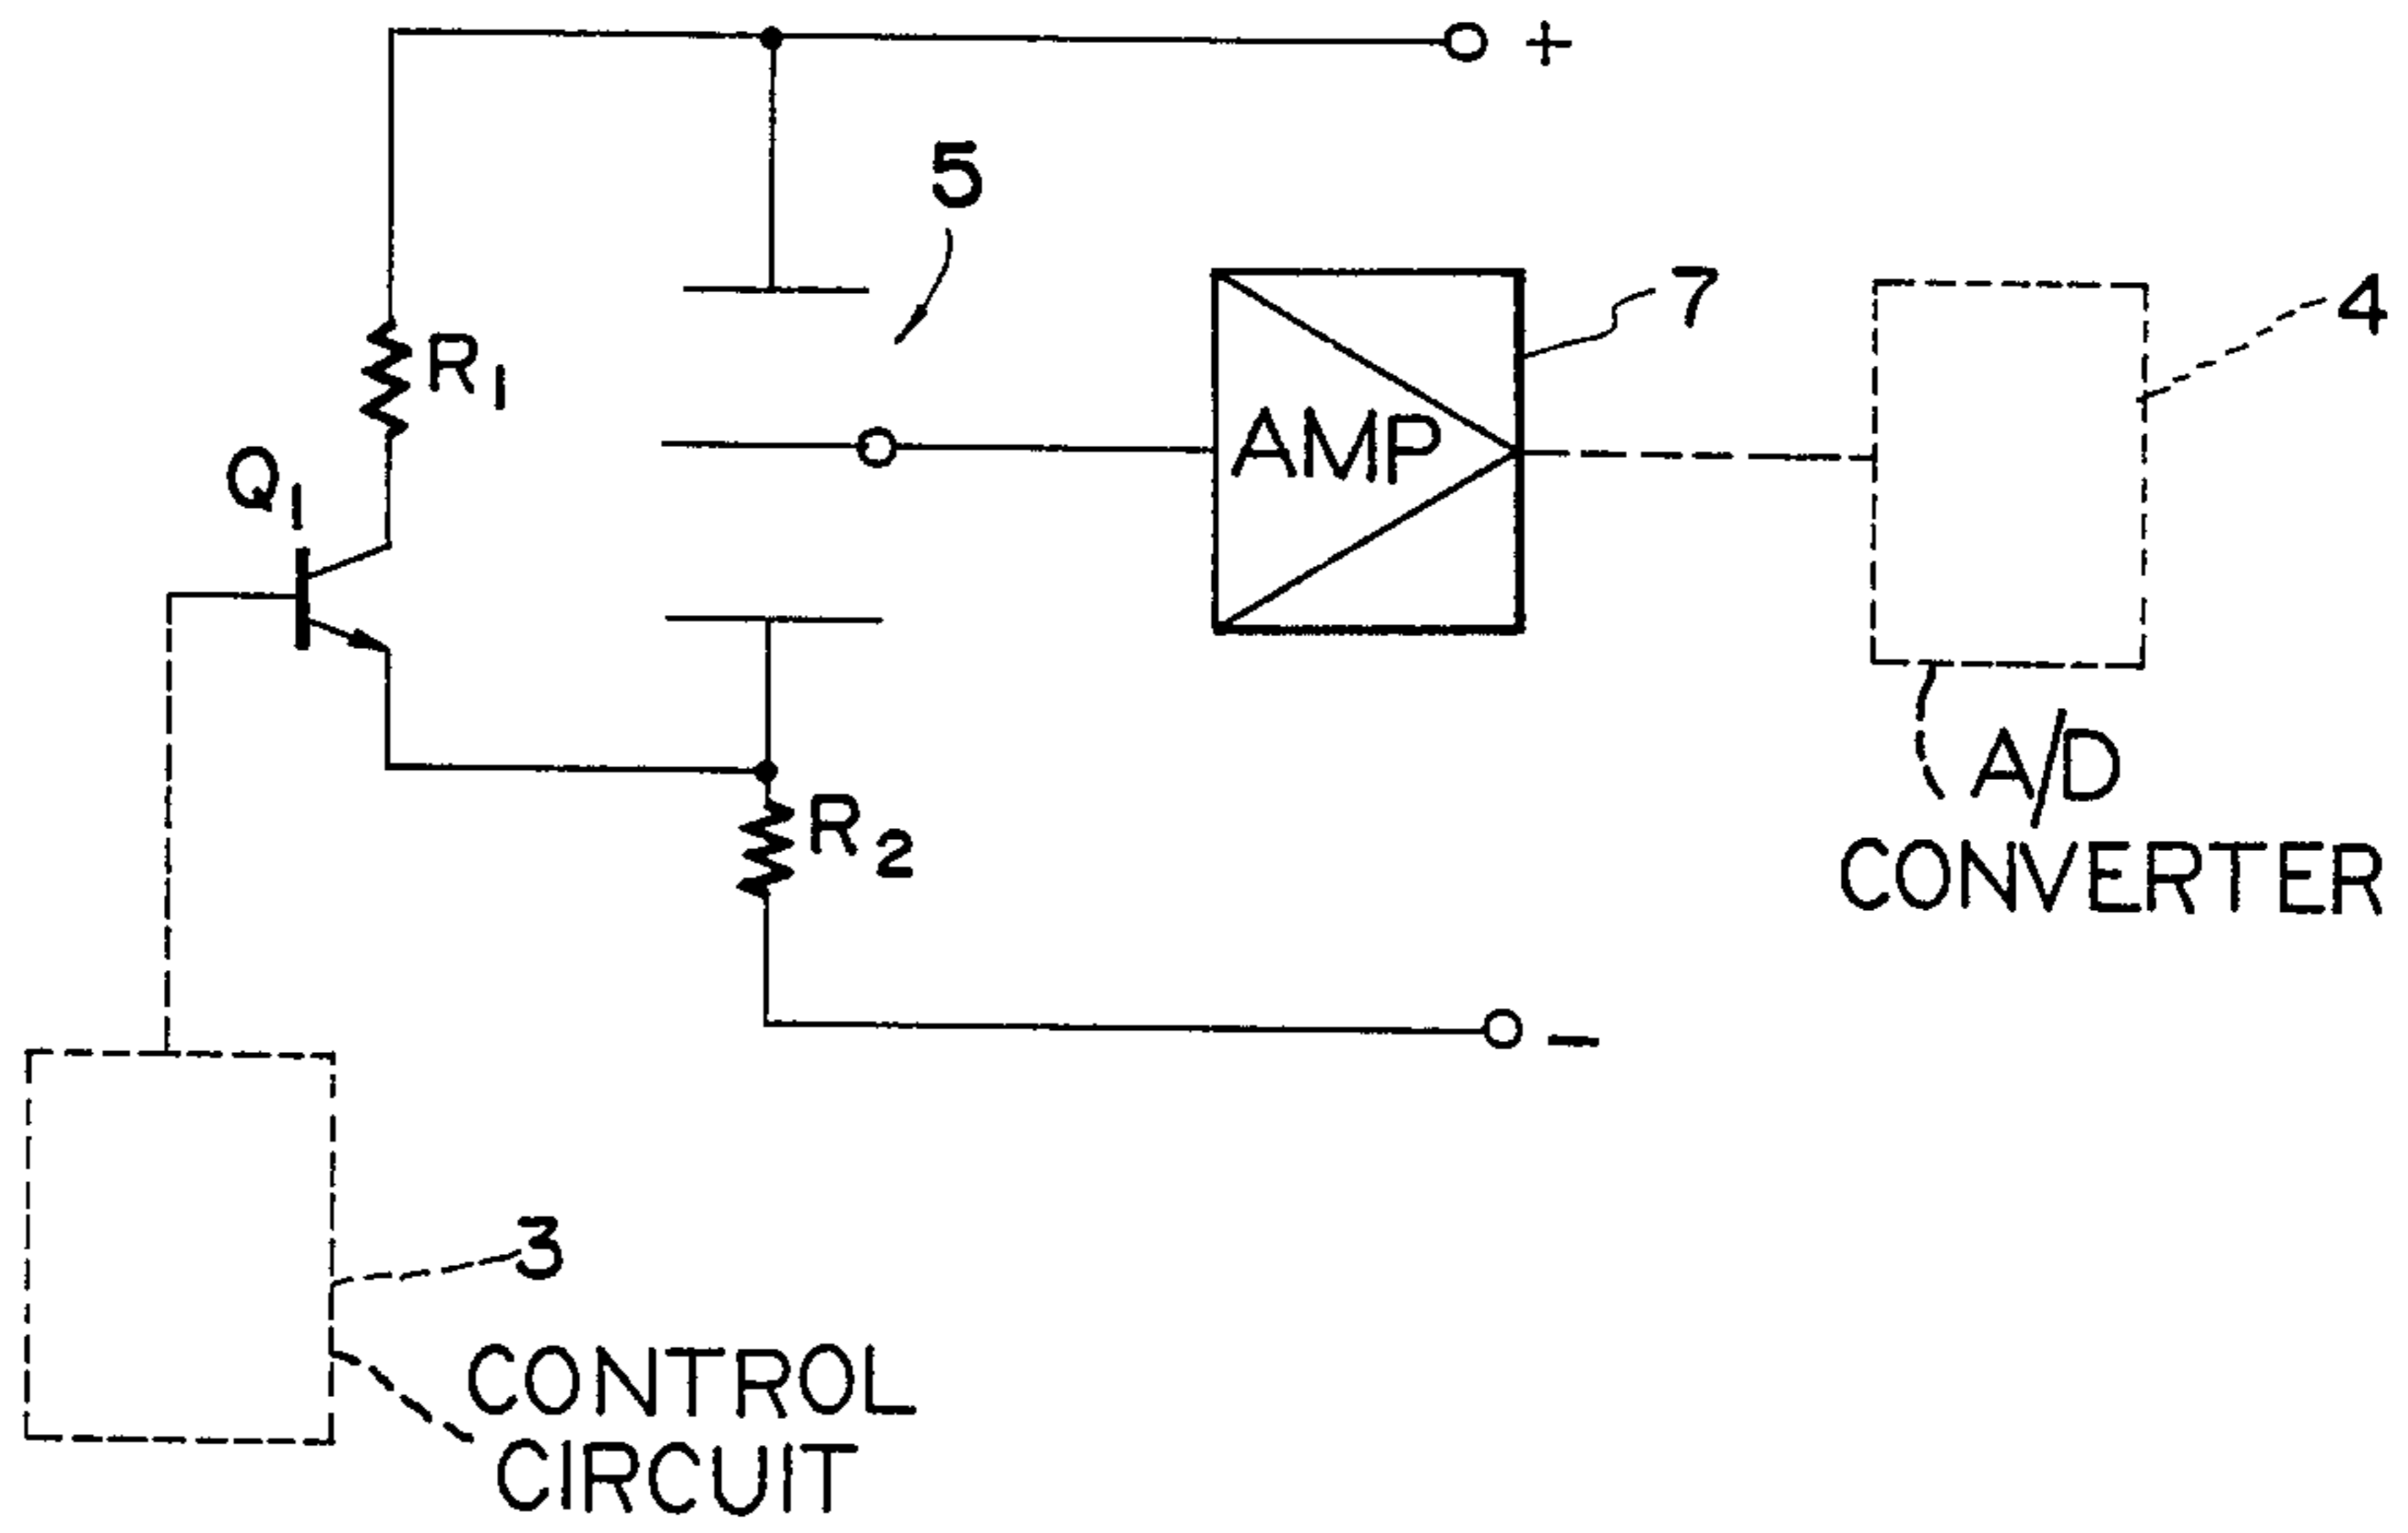 +
5
7
4
R1
AMP
Q1
A/D
CONVERTER
R2
−
3
CONTROL
CIRCUIT